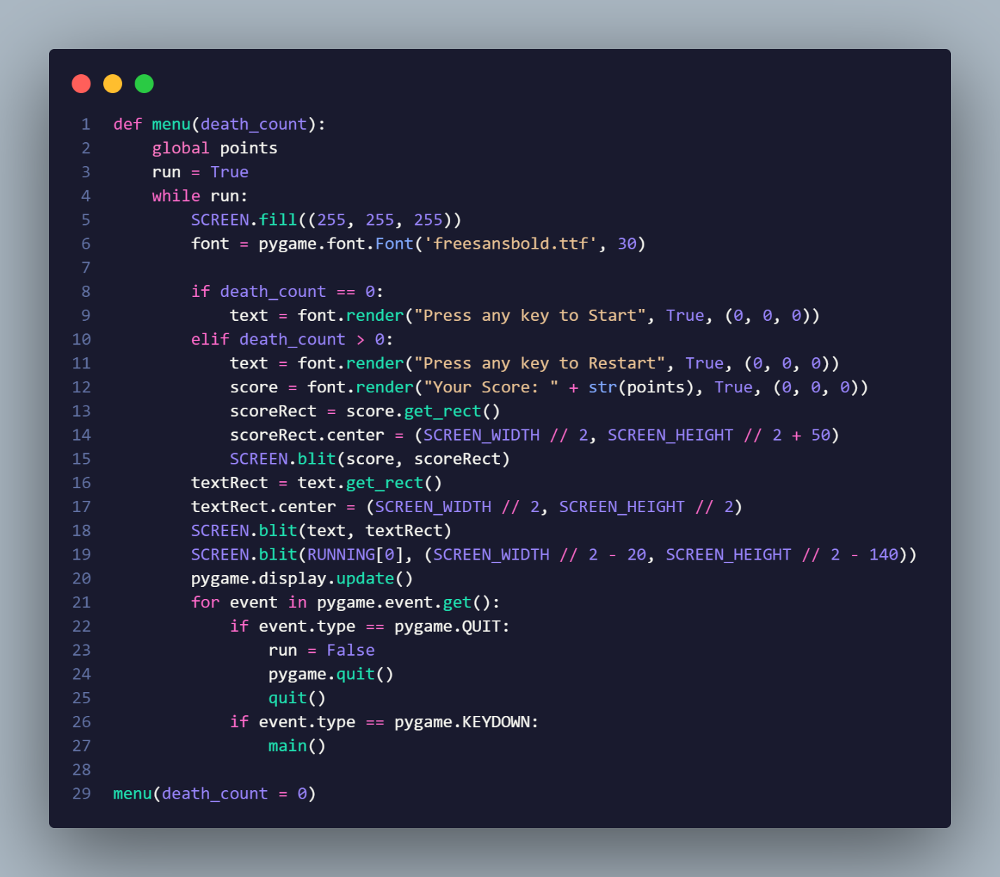 1 def menu(death_count):
2     global points
3     run = True
4     while run:
5         SCREEN.fill((255, 255, 255))
6         font = pygame.font.Font('freesansbold.ttf', 30)
7
8         if death_count == 0:
9             text = font.render("Press any key to Start", True, (0, 0, 0))
10         elif death_count > 0:
11             text = font.render("Press any key to Restart", True, (0, 0, 0))
12             score = font.render("Your Score: " + str(points), True, (0, 0, 0))
13             scoreRect = score.get_rect()
14             scoreRect.center = (SCREEN_WIDTH // 2, SCREEN_HEIGHT // 2 + 50)
15             SCREEN.blit(score, scoreRect)
16         textRect = text.get_rect()
17         textRect.center = (SCREEN_WIDTH // 2, SCREEN_HEIGHT // 2)
18         SCREEN.blit(text, textRect)
19         SCREEN.blit(RUNNING[0], (SCREEN_WIDTH // 2 - 20, SCREEN_HEIGHT // 2 - 140))
20         pygame.display.update()
21         for event in pygame.event.get():
22             if event.type == pygame.QUIT:
23                 run = False
24                 pygame.quit()
25                 quit()
26             if event.type == pygame.KEYDOWN:
27                 main()
28
29 menu(death_count = 0)